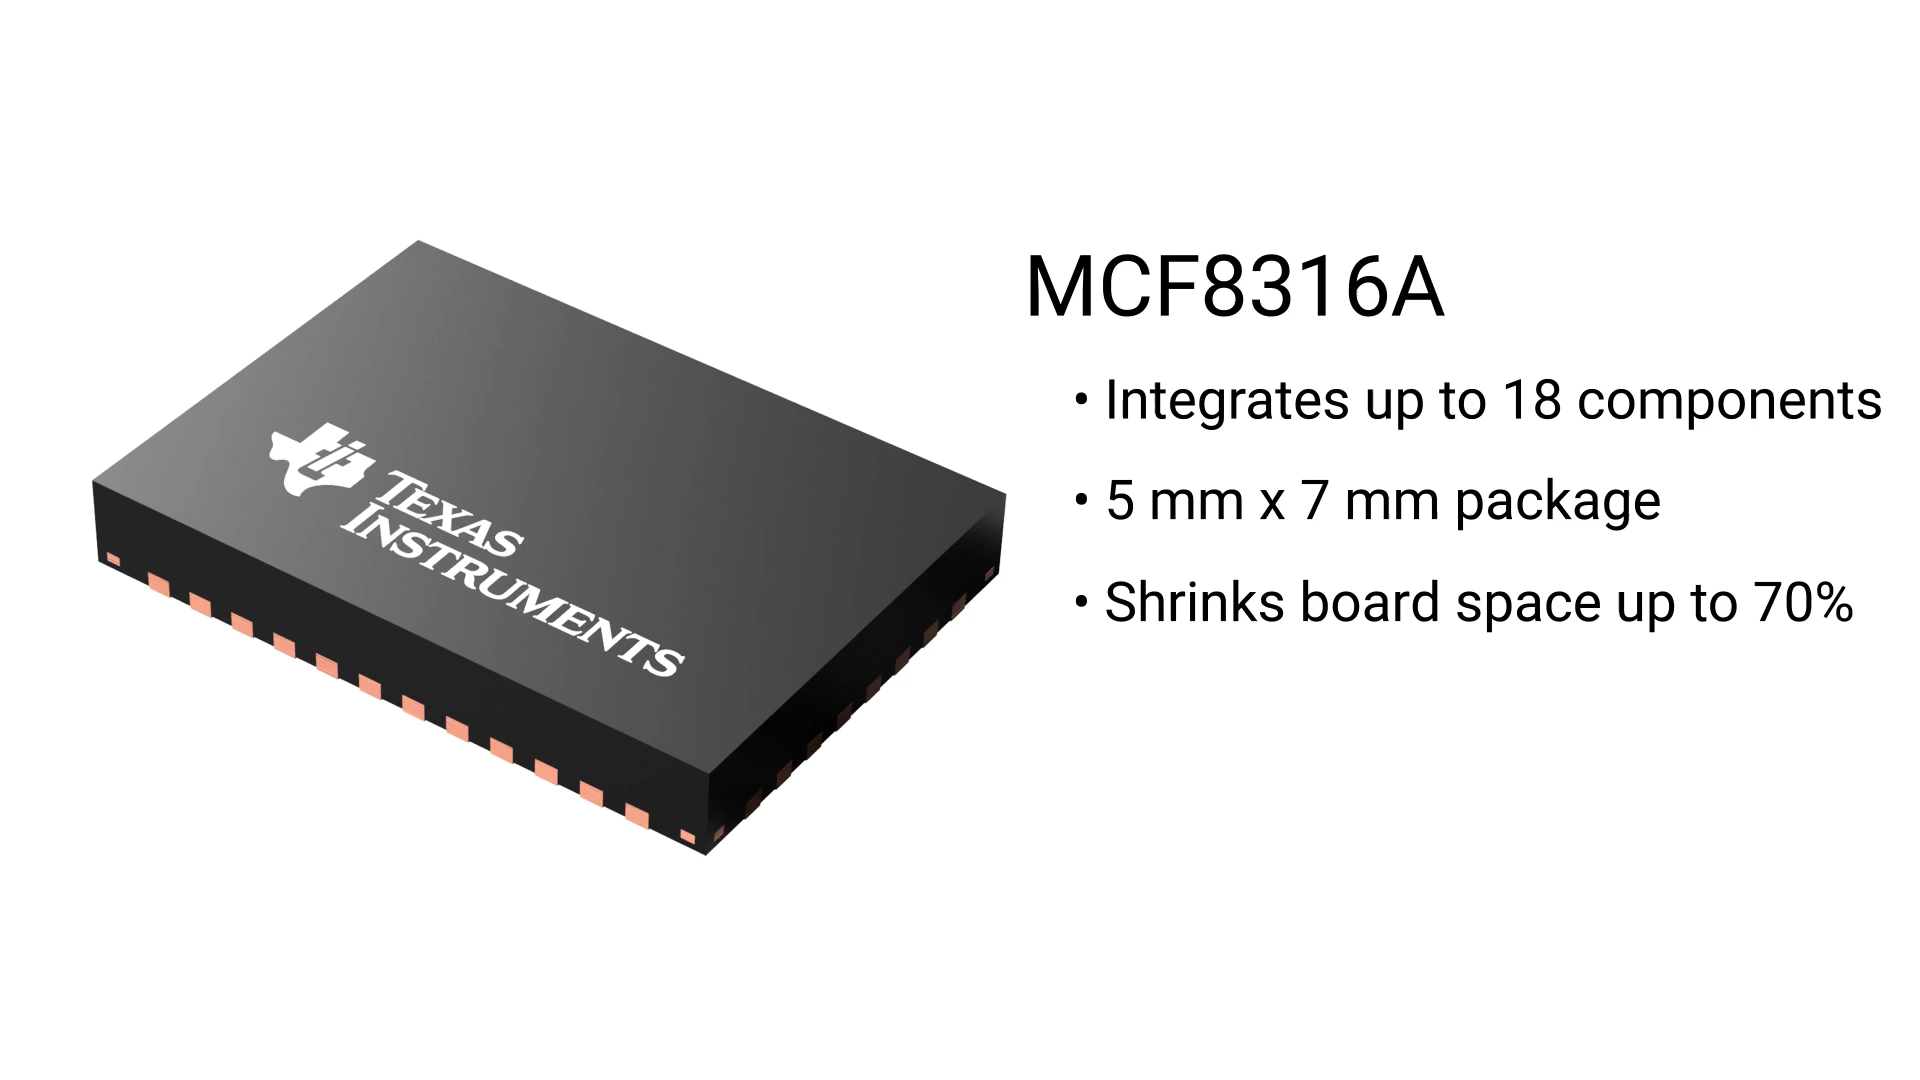 TEXAS
INSTRUMENTS
MCF8316A
• Integrates up to 18 components
• 5 mm x 7 mm package
• Shrinks board space up to 70%